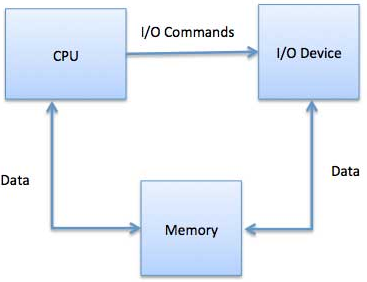 I/O Commands
CPU
I/O Device
Data
Data
Memory